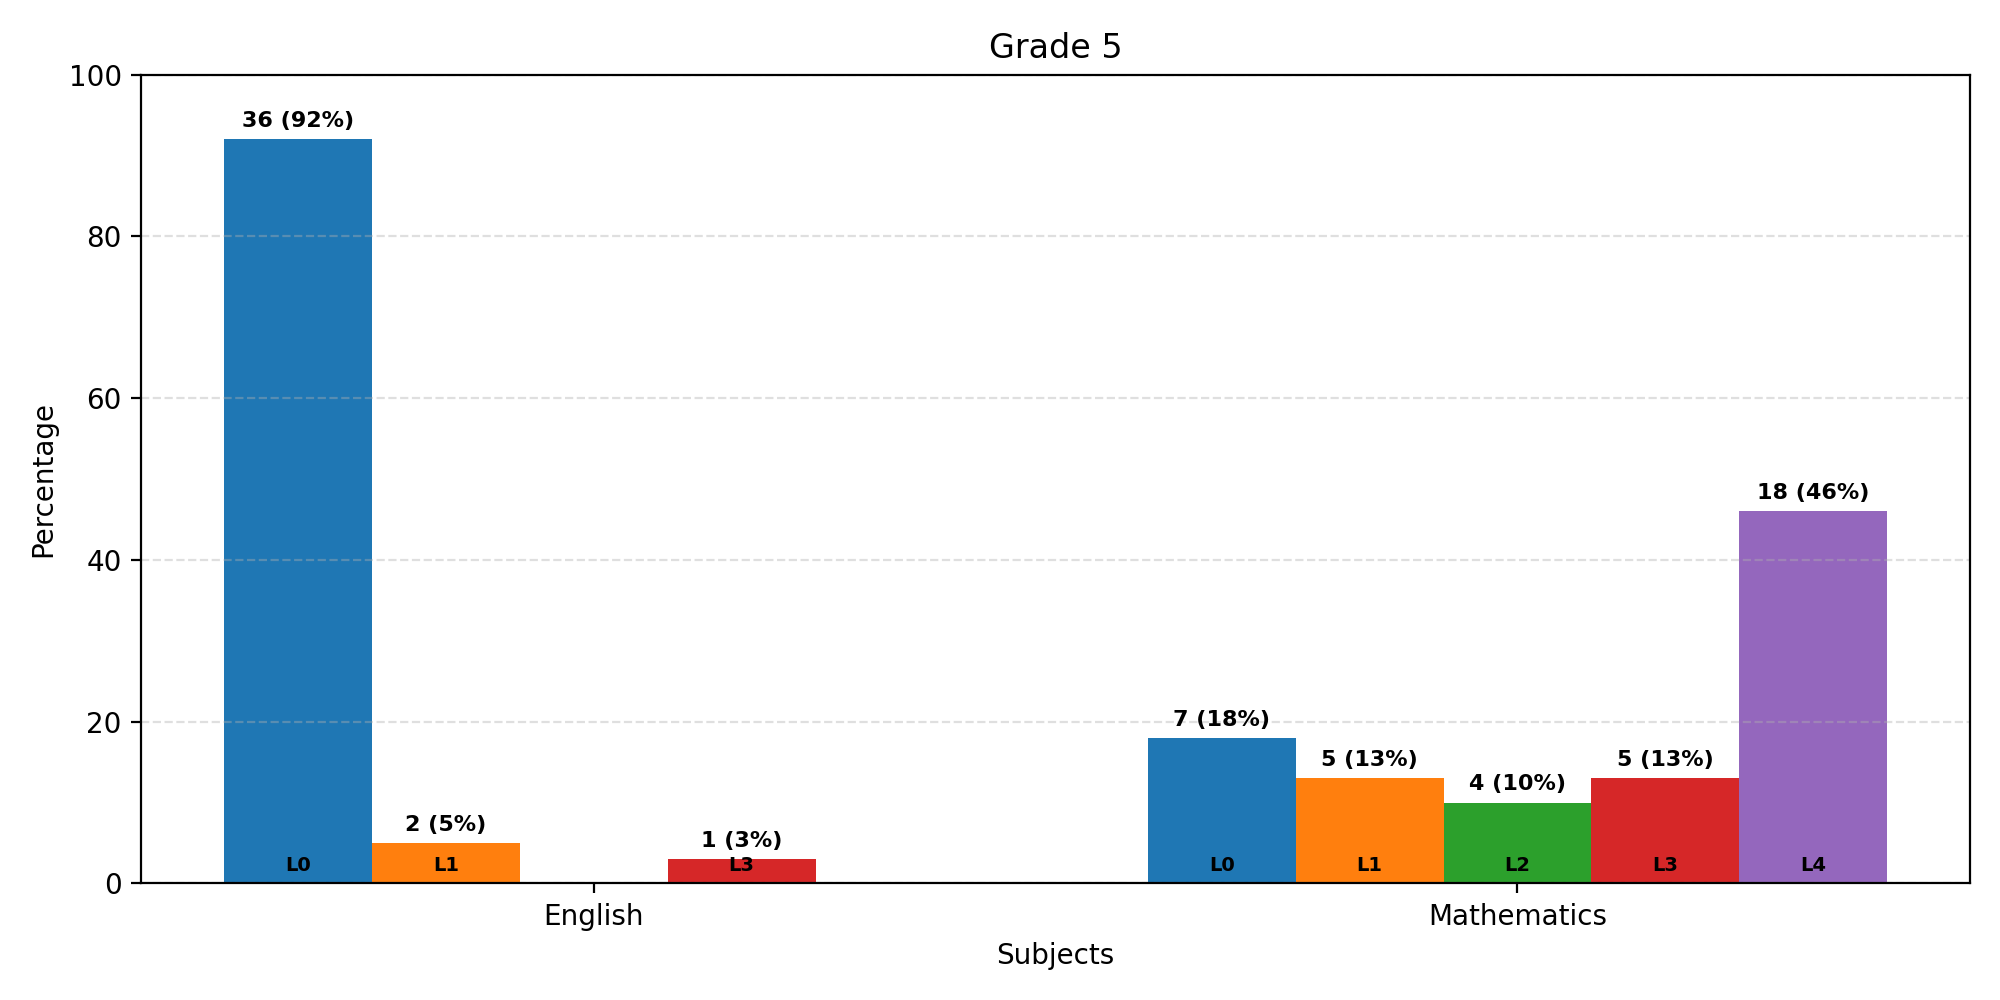 Grade 5
Percentage
100
80
60
40
20
0
36 (92%)
2 (5%)
1 (3%)
7 (18%)
5 (13%)
4 (10%)
5 (13%)
18 (46%)
L0
L1
L3
L0
L1
L2
L3
L4
English
Mathematics
Subjects